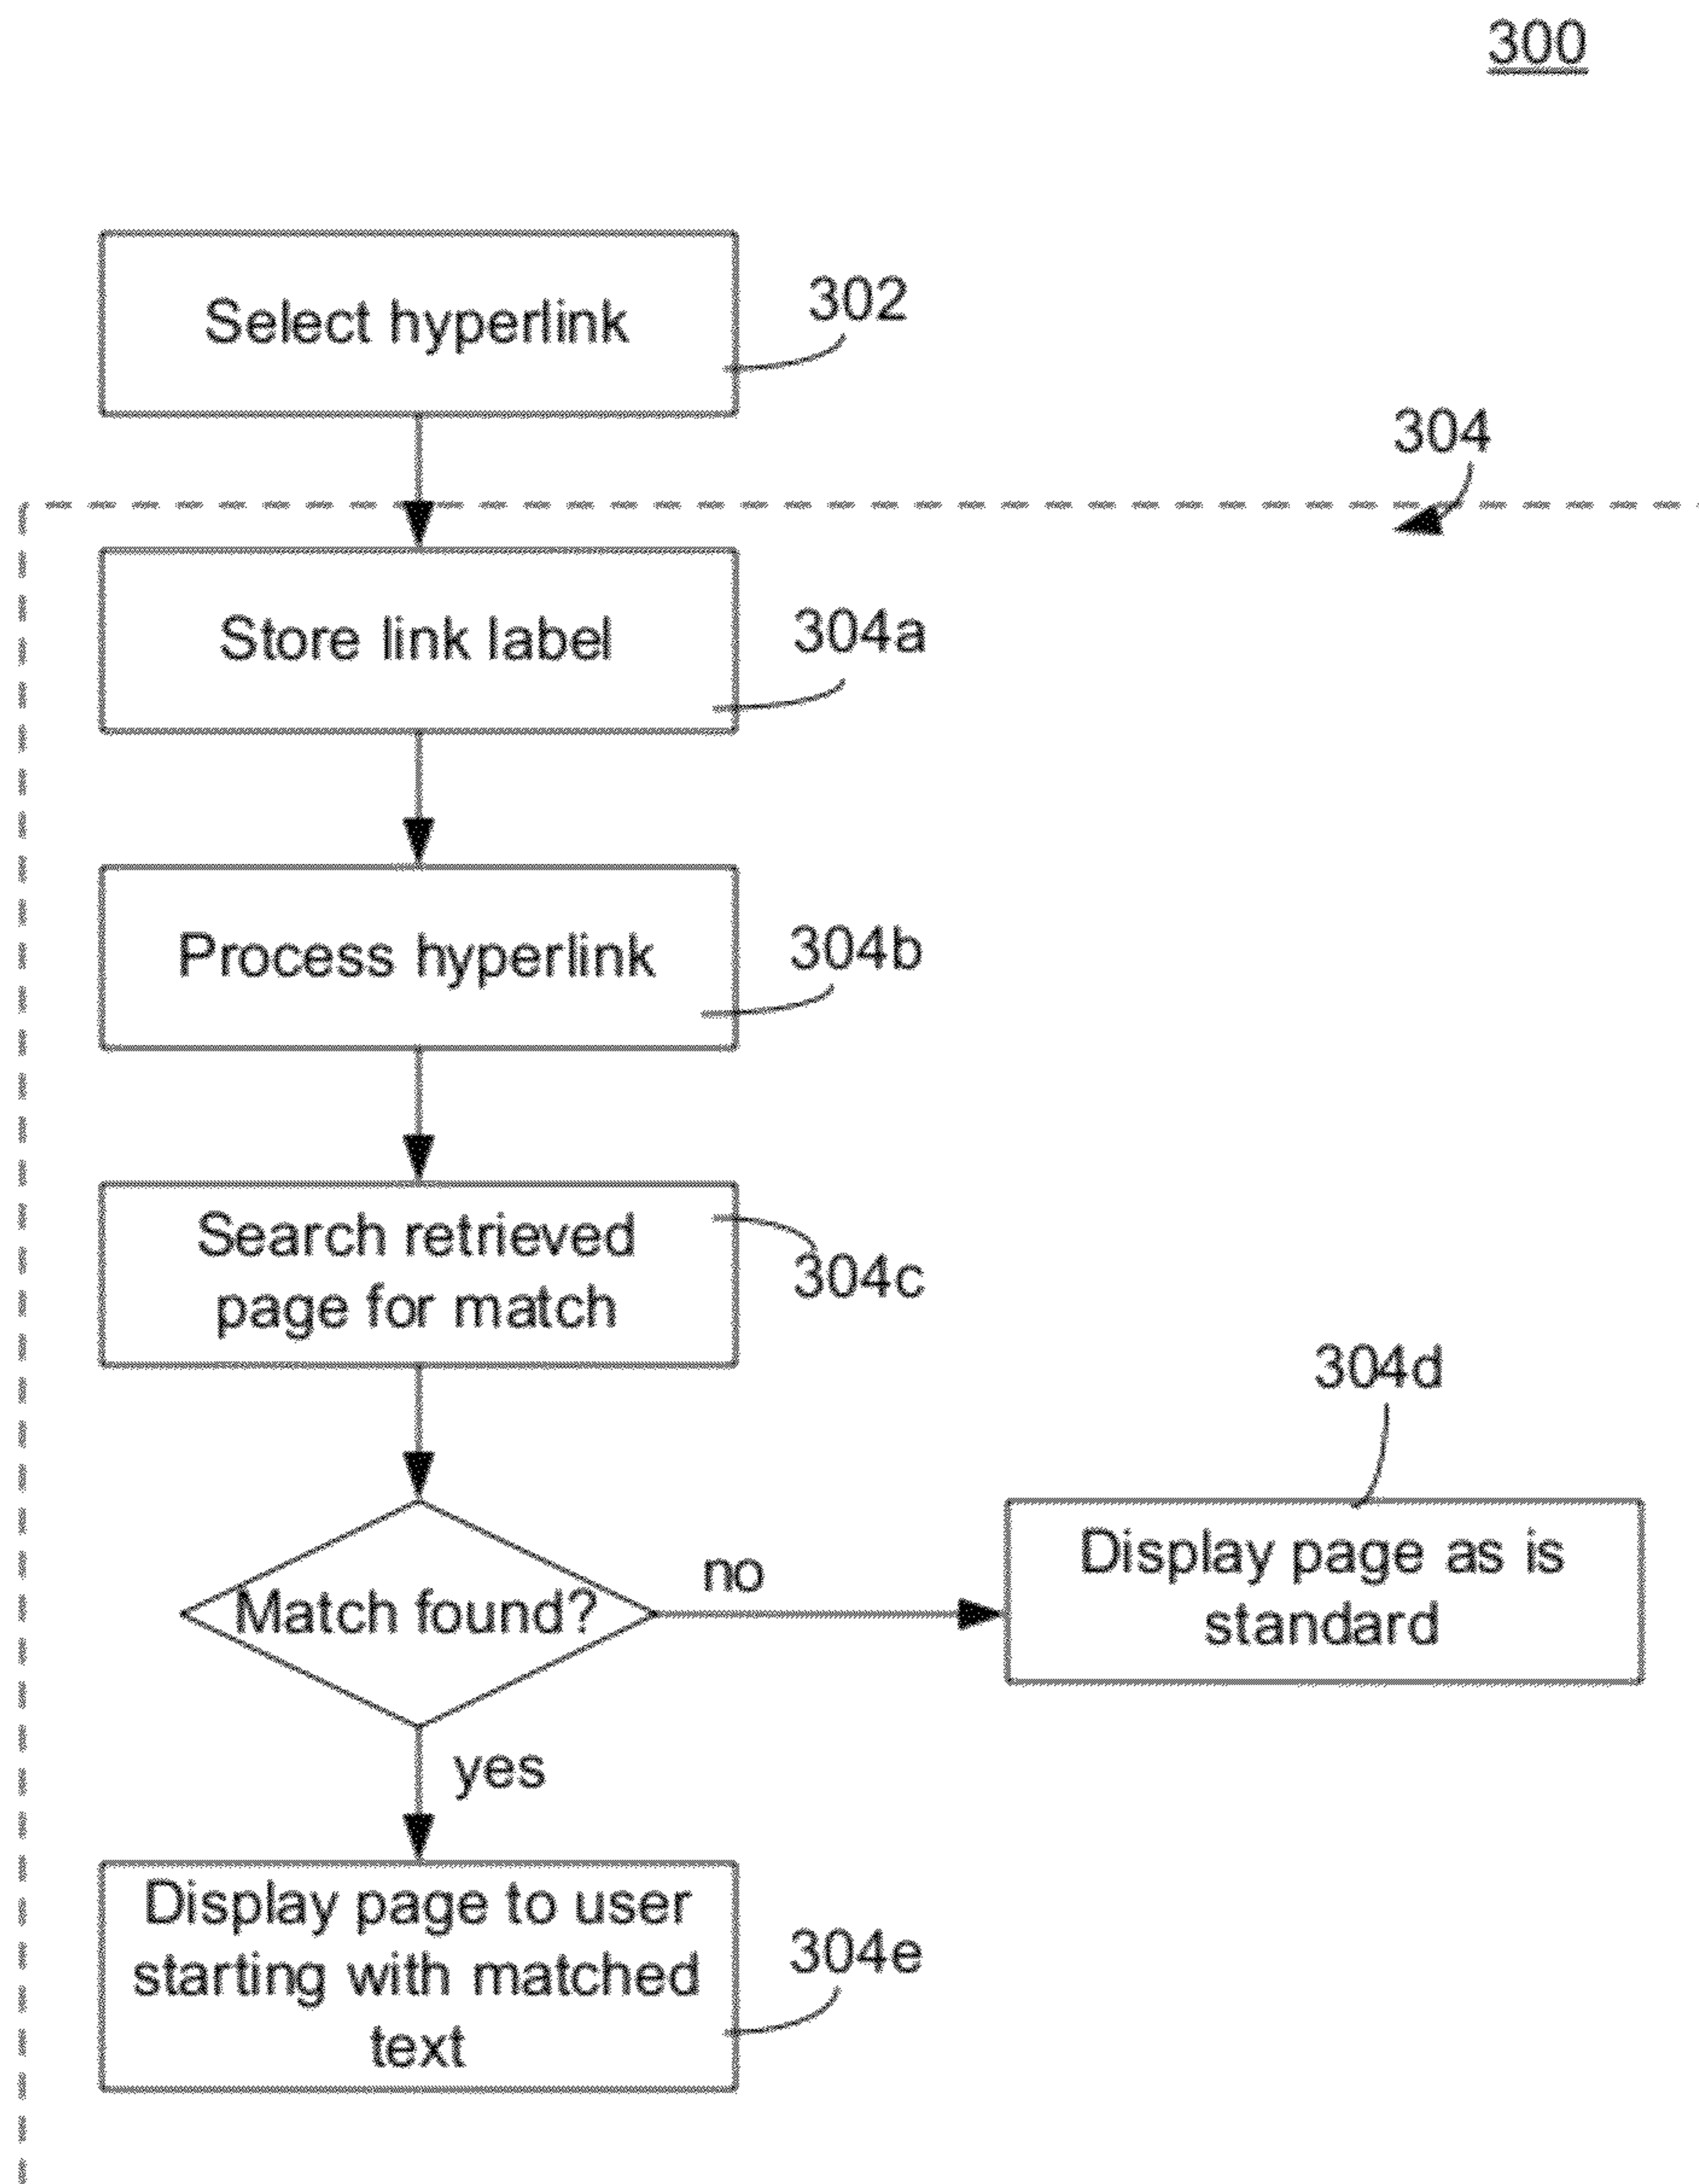 300
Select hyperlink
302
304
Store link label
304a
Process hyperlink
304b
Search retrieved
page for match
304c
304d
Match found?
no
Display page as is
standard
yes
Display page to user
starting with matched
text
304e